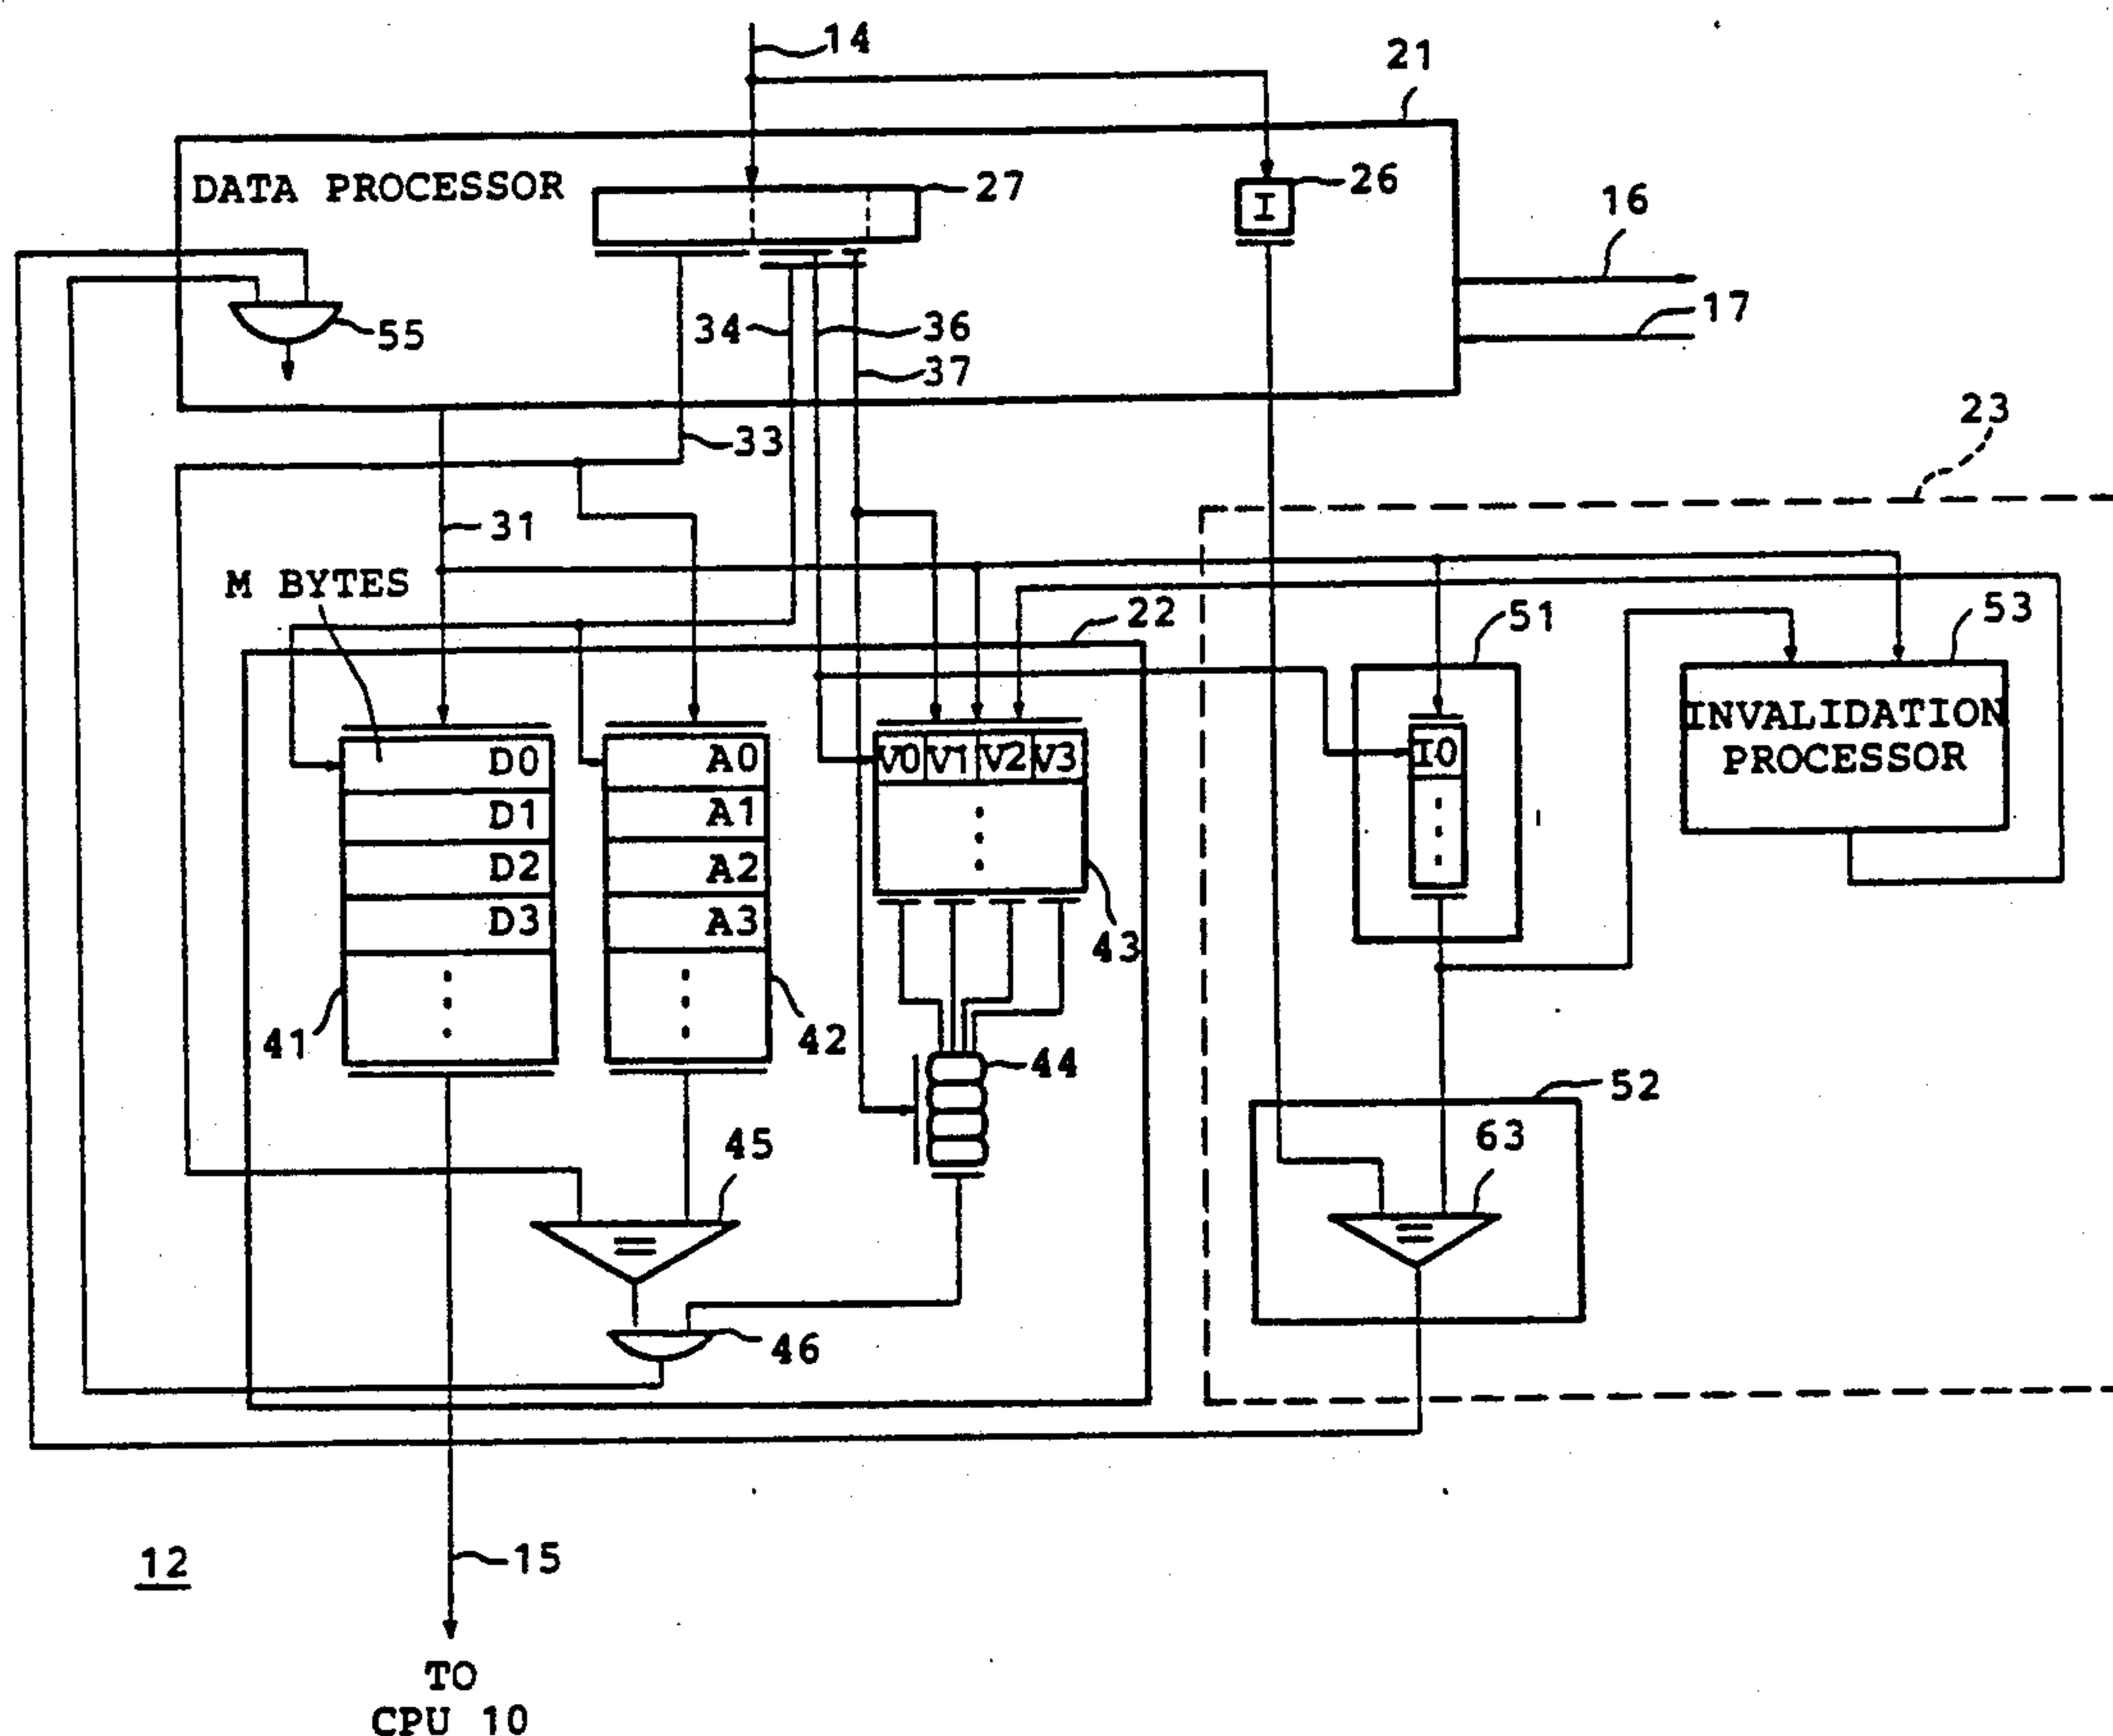 14
21
DATA PROCESSOR
27
I
26
16
55
34
36
17
37
33
23
31
M BYTES
22
51
53
D0
A0
V0 V1 V2 V3
I0
INVALIDATION
PROCESSOR
D1
A1
D2
A2
D3
A3
43
41
42
44
52
45
63
=
=
46
12
15
TO
CPU 10